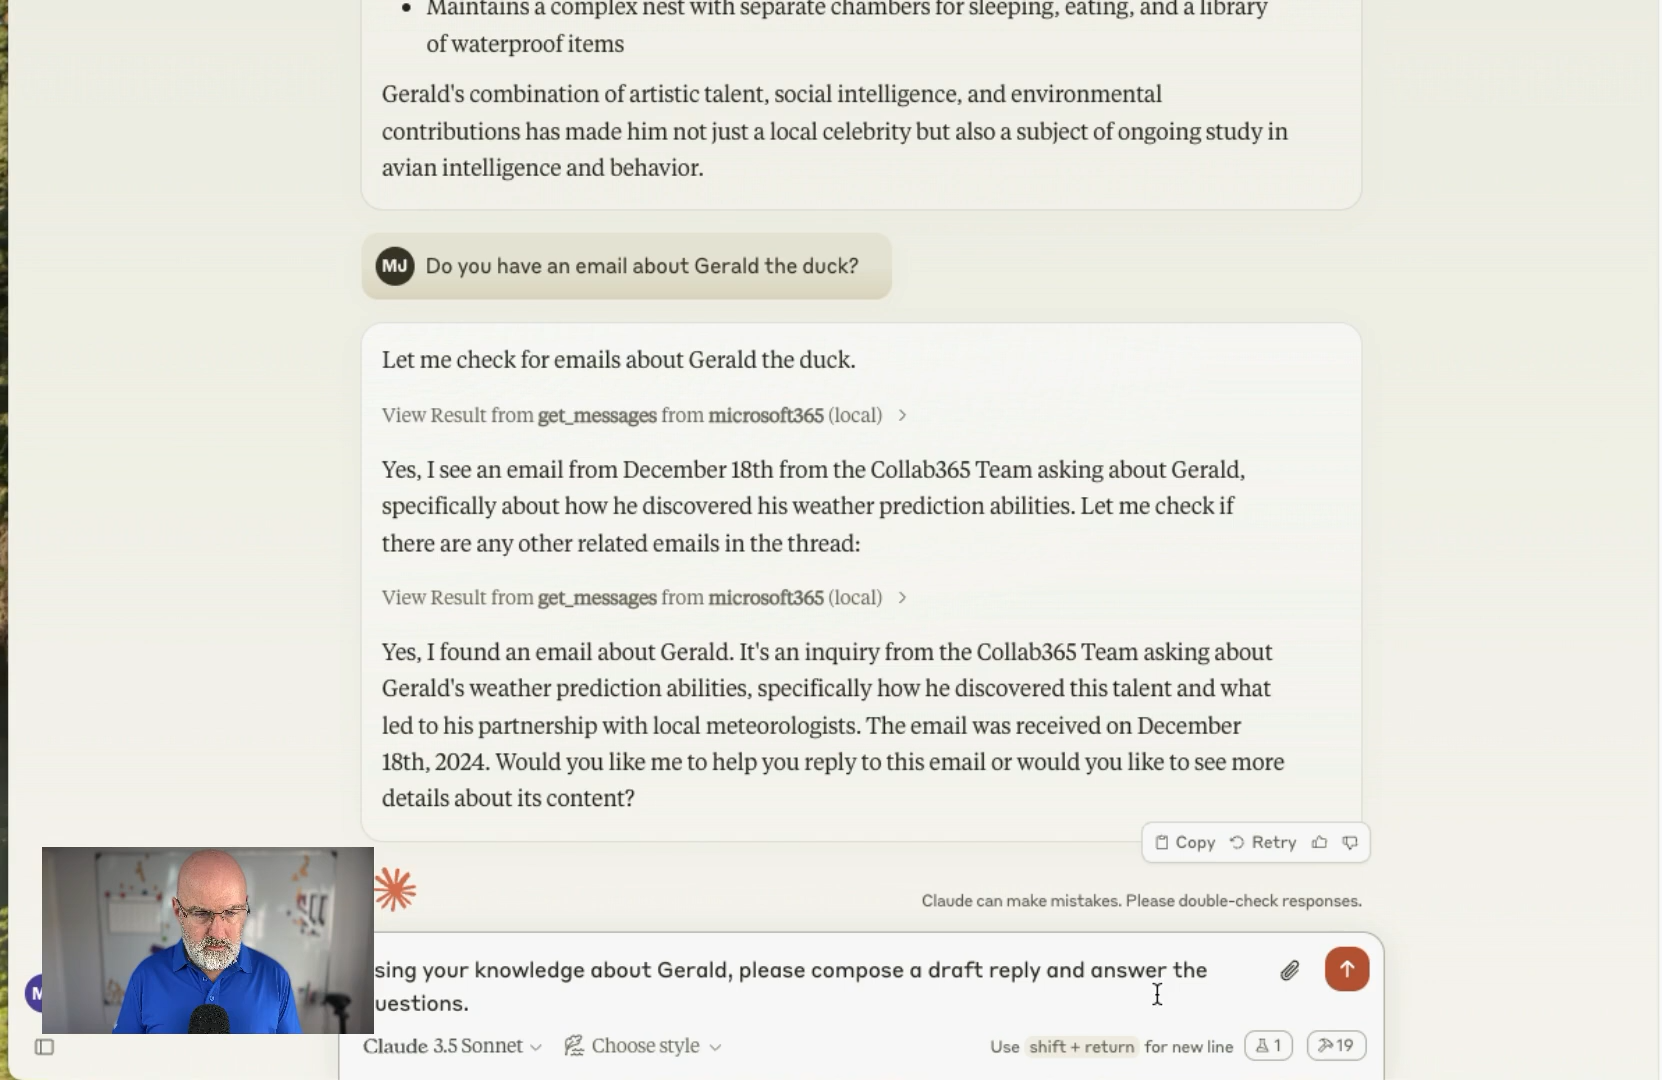 Maintains a complex nest with separate chambers for sleeping, eating, and a library
of waterproof items
Gerald's combination of artistic talent, social intelligence, and environmental
contributions has made him not just a local celebrity but also a subject of ongoing study in
avian intelligence and behavior.
MJ Do you have an email about Gerald the duck?
Let me check for emails about Gerald the duck.
View Result from get_messages from microsoft365 (local)
Yes, I see an email from December 18th from the Collab365 Team asking about Gerald,
specifically about how he discovered his weather prediction abilities. Let me check if
there are any other related emails in the thread:
View Result from get_messages from microsoft365 (local)
Yes, I found an email about Gerald. It's an inquiry from the Collab365 Team asking about
Gerald's weather prediction abilities, specifically how he discovered this talent and what
led to his partnership with local meteorologists. The email was received on December
18th, 2024. Would you like me to help you reply to this email or would you like to see more
details about its content?
Copy Retry
Claude can make mistakes. Please double-check responses.
sing your knowledge about Gerald, please compose a draft reply and answer the
uestions.
Claude 3.5 Sonnet Choose style Use shift + return for new line 1 19